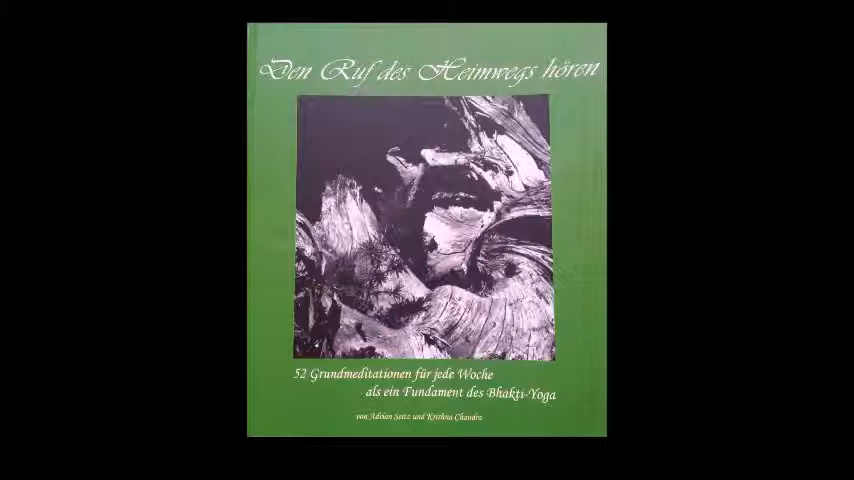 Den Ruf des Heimwegs hören
52 Grundmeditationen für jede Woche
als ein Fundament des Bhakti-Yoga
von Adrian Seitz und Krishna Chandra